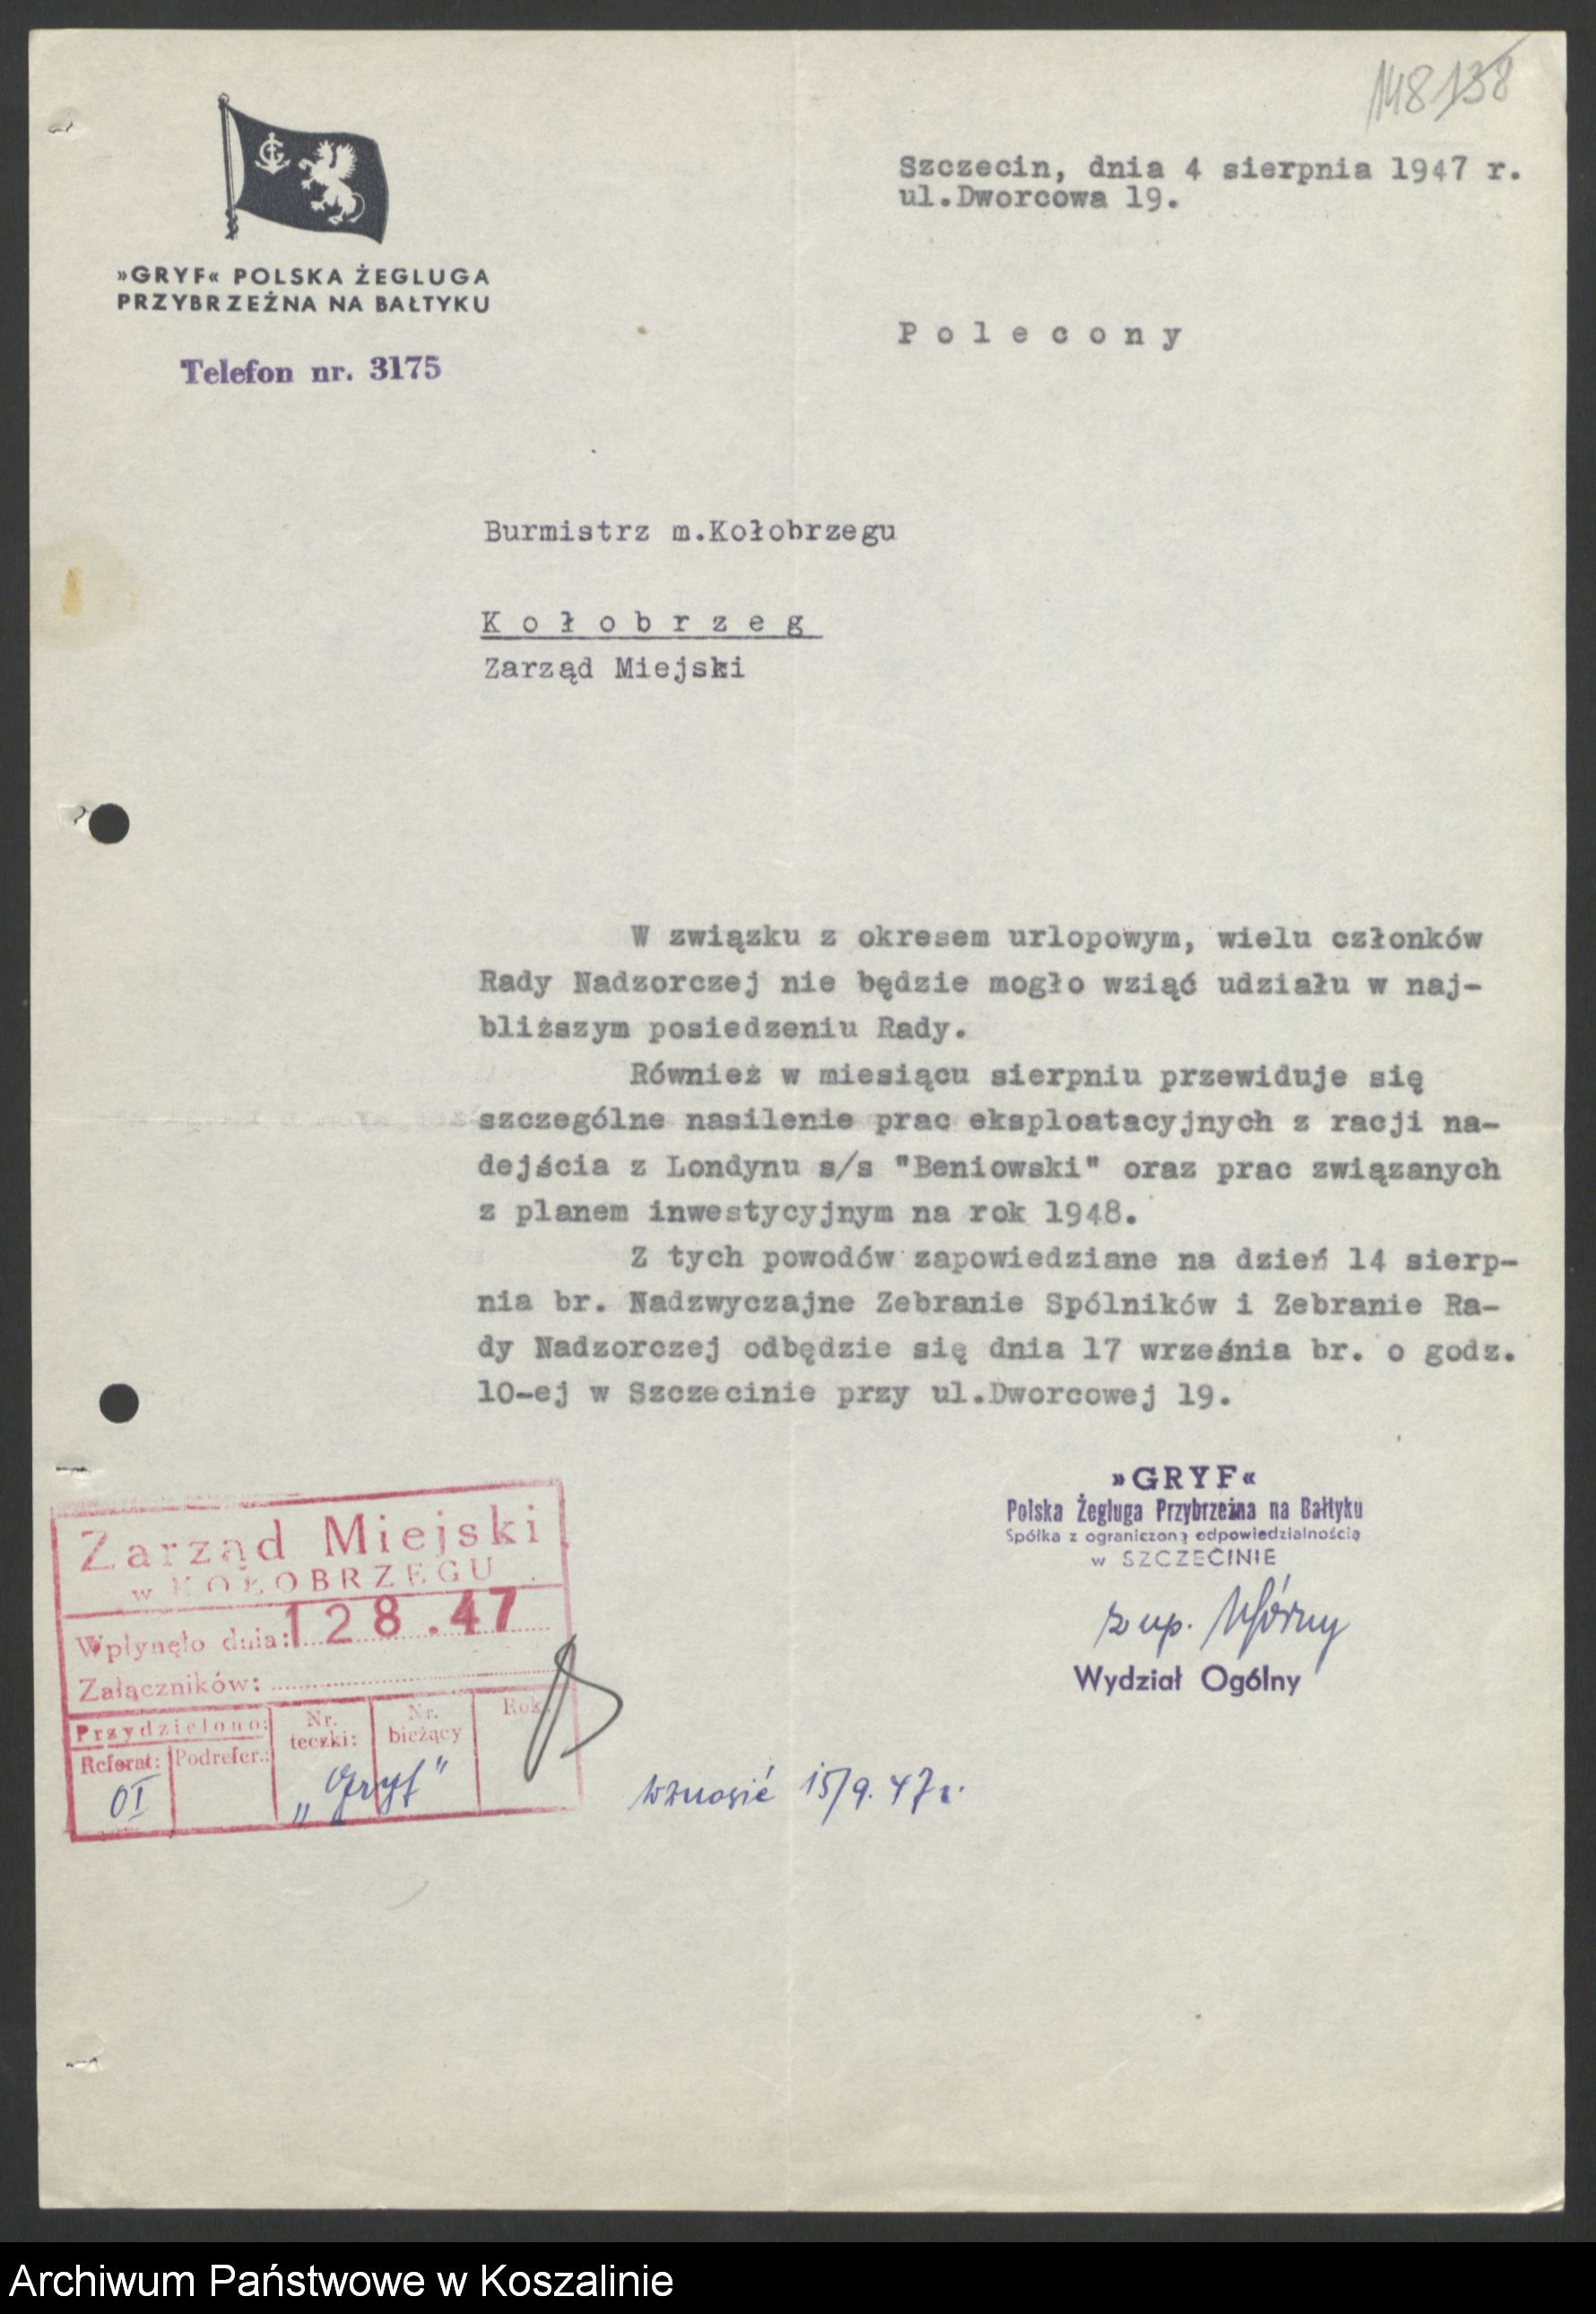 148 138
Szczecin, dnia 4 sierpnia 1947 r.
ul.Dworcowa 19.
»GRYF« POLSKA ŻEGLUGA
PRZYBRZEŻNA NA BAŁTYKU
Telefon nr. 3175
P o l e c o n y
Burmistrz m.Kołobrzegu
K o ł o b r z e g
Zarząd Miejski
W związku z okresem urlopowym, wielu członków
Rady Nadzorczej nie będzie mogło wziąć udziału w naj-
bliższym posiedzeniu Rady.
Również w miesiącu sierpniu przewiduje się
szczególne nasilenie prac eksploatacyjnych z racji na-
dejścia z Londynu s/s "Beniowski" oraz prac związanych
z planem inwestycyjnym na rok 1948.
Z tych powodów zapowiedziane na dzień 14 sierp-
nia br. Nadzwyczajne Zebranie Spólników i Zebranie Ra-
dy Nadzorczej odbędzie się dnia 17 września br. o godz.
10-ej w Szczecinie przy ul.Dworcowej 19.
»GRYF«
Polska Żegluga Przybrzeżna na Bałtyku
Spółka z ograniczoną odpowiedzialnością
w SZCZECINIE
z up.
Wydział Ogólny
Zarząd Miejski
w KOŁOBRZEGU
Wpłynęło dnia: 1 2 8 . 47
Załączników:
Przydzielono:
Referat: Podrefer.:
Nr. teczki:
Nr. bieżący
Rok
OI
„Gryf"
15/9. 47 r.
Archiwum Państwowe w Koszalinie